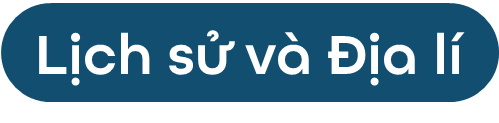 Lịch sử và Địa lí